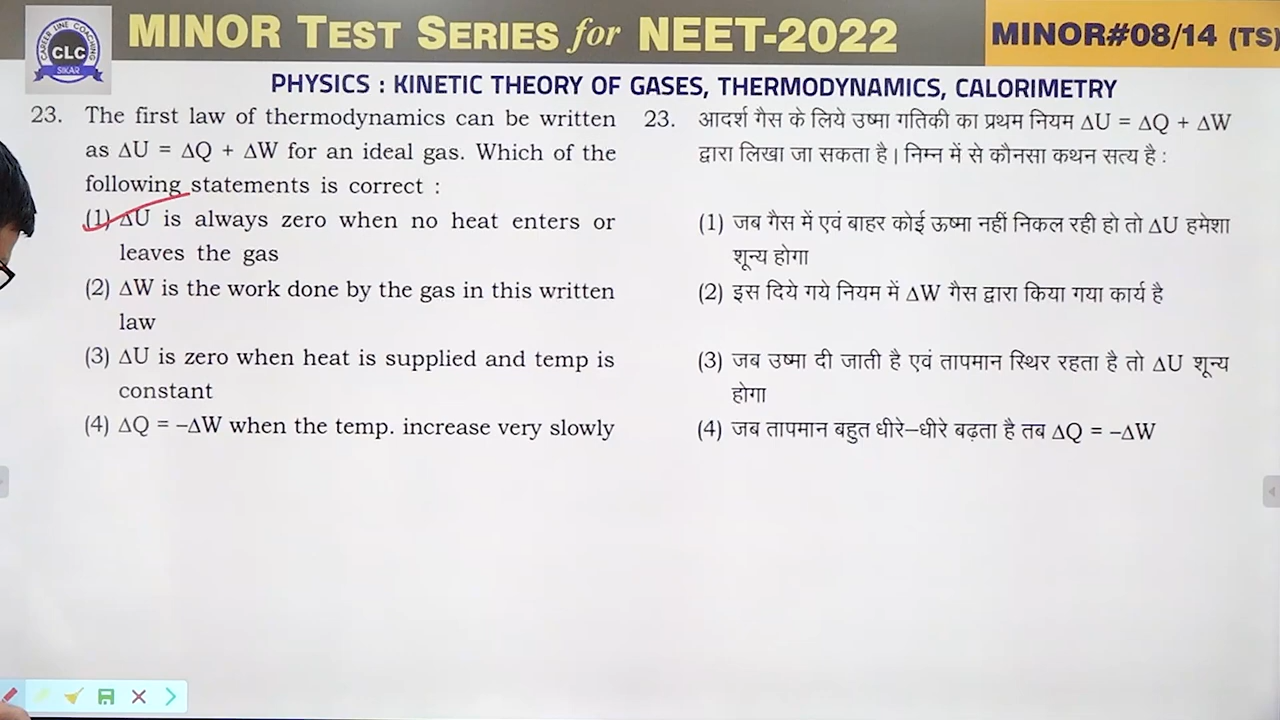 CAREER LINE COACHING
CLC
SIKAR
MINOR TEST SERIES for NEET-2022
MINOR#08/14 (TS)
PHYSICS : KINETIC THEORY OF GASES, THERMODYNAMICS, CALORIMETRY
23. The first law of thermodynamics can be written
as ΔU = ΔQ + ΔW for an ideal gas. Which of the
following statements is correct :
(1) ΔU is always zero when no heat enters or
leaves the gas
(2) ΔW is the work done by the gas in this written
law
(3) ΔU is zero when heat is supplied and temp is
constant
(4) ΔQ = –ΔW when the temp. increase very slowly
23. आदर्श गैस के लिये उष्मा गतिकी का प्रथम नियम ΔU = ΔQ + ΔW
द्वारा लिखा जा सकता है। निम्न में से कौनसा कथन सत्य है :
(1) जब गैस में एवं बाहर कोई ऊष्मा नहीं निकल रही हो तो ΔU हमेशा
शून्य होगा
(2) इस दिये गये नियम में ΔW गैस द्वारा किया गया कार्य है
(3) जब उष्मा दी जाती है एवं तापमान स्थिर रहता है तो ΔU शून्य
होगा
(4) जब तापमान बहुत धीरे–धीरे बढ़ता है तब ΔQ = –ΔW